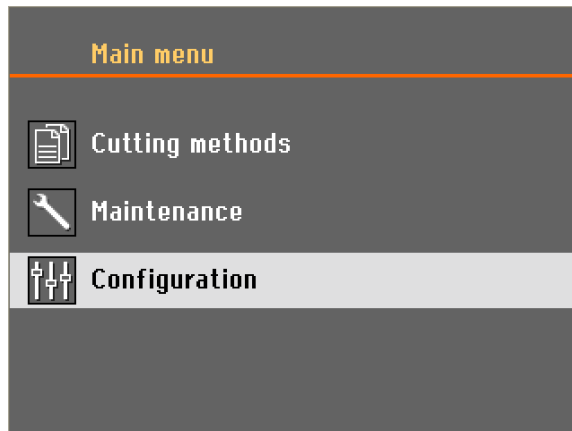 Main menu
Cutting methods
Maintenance
Configuration